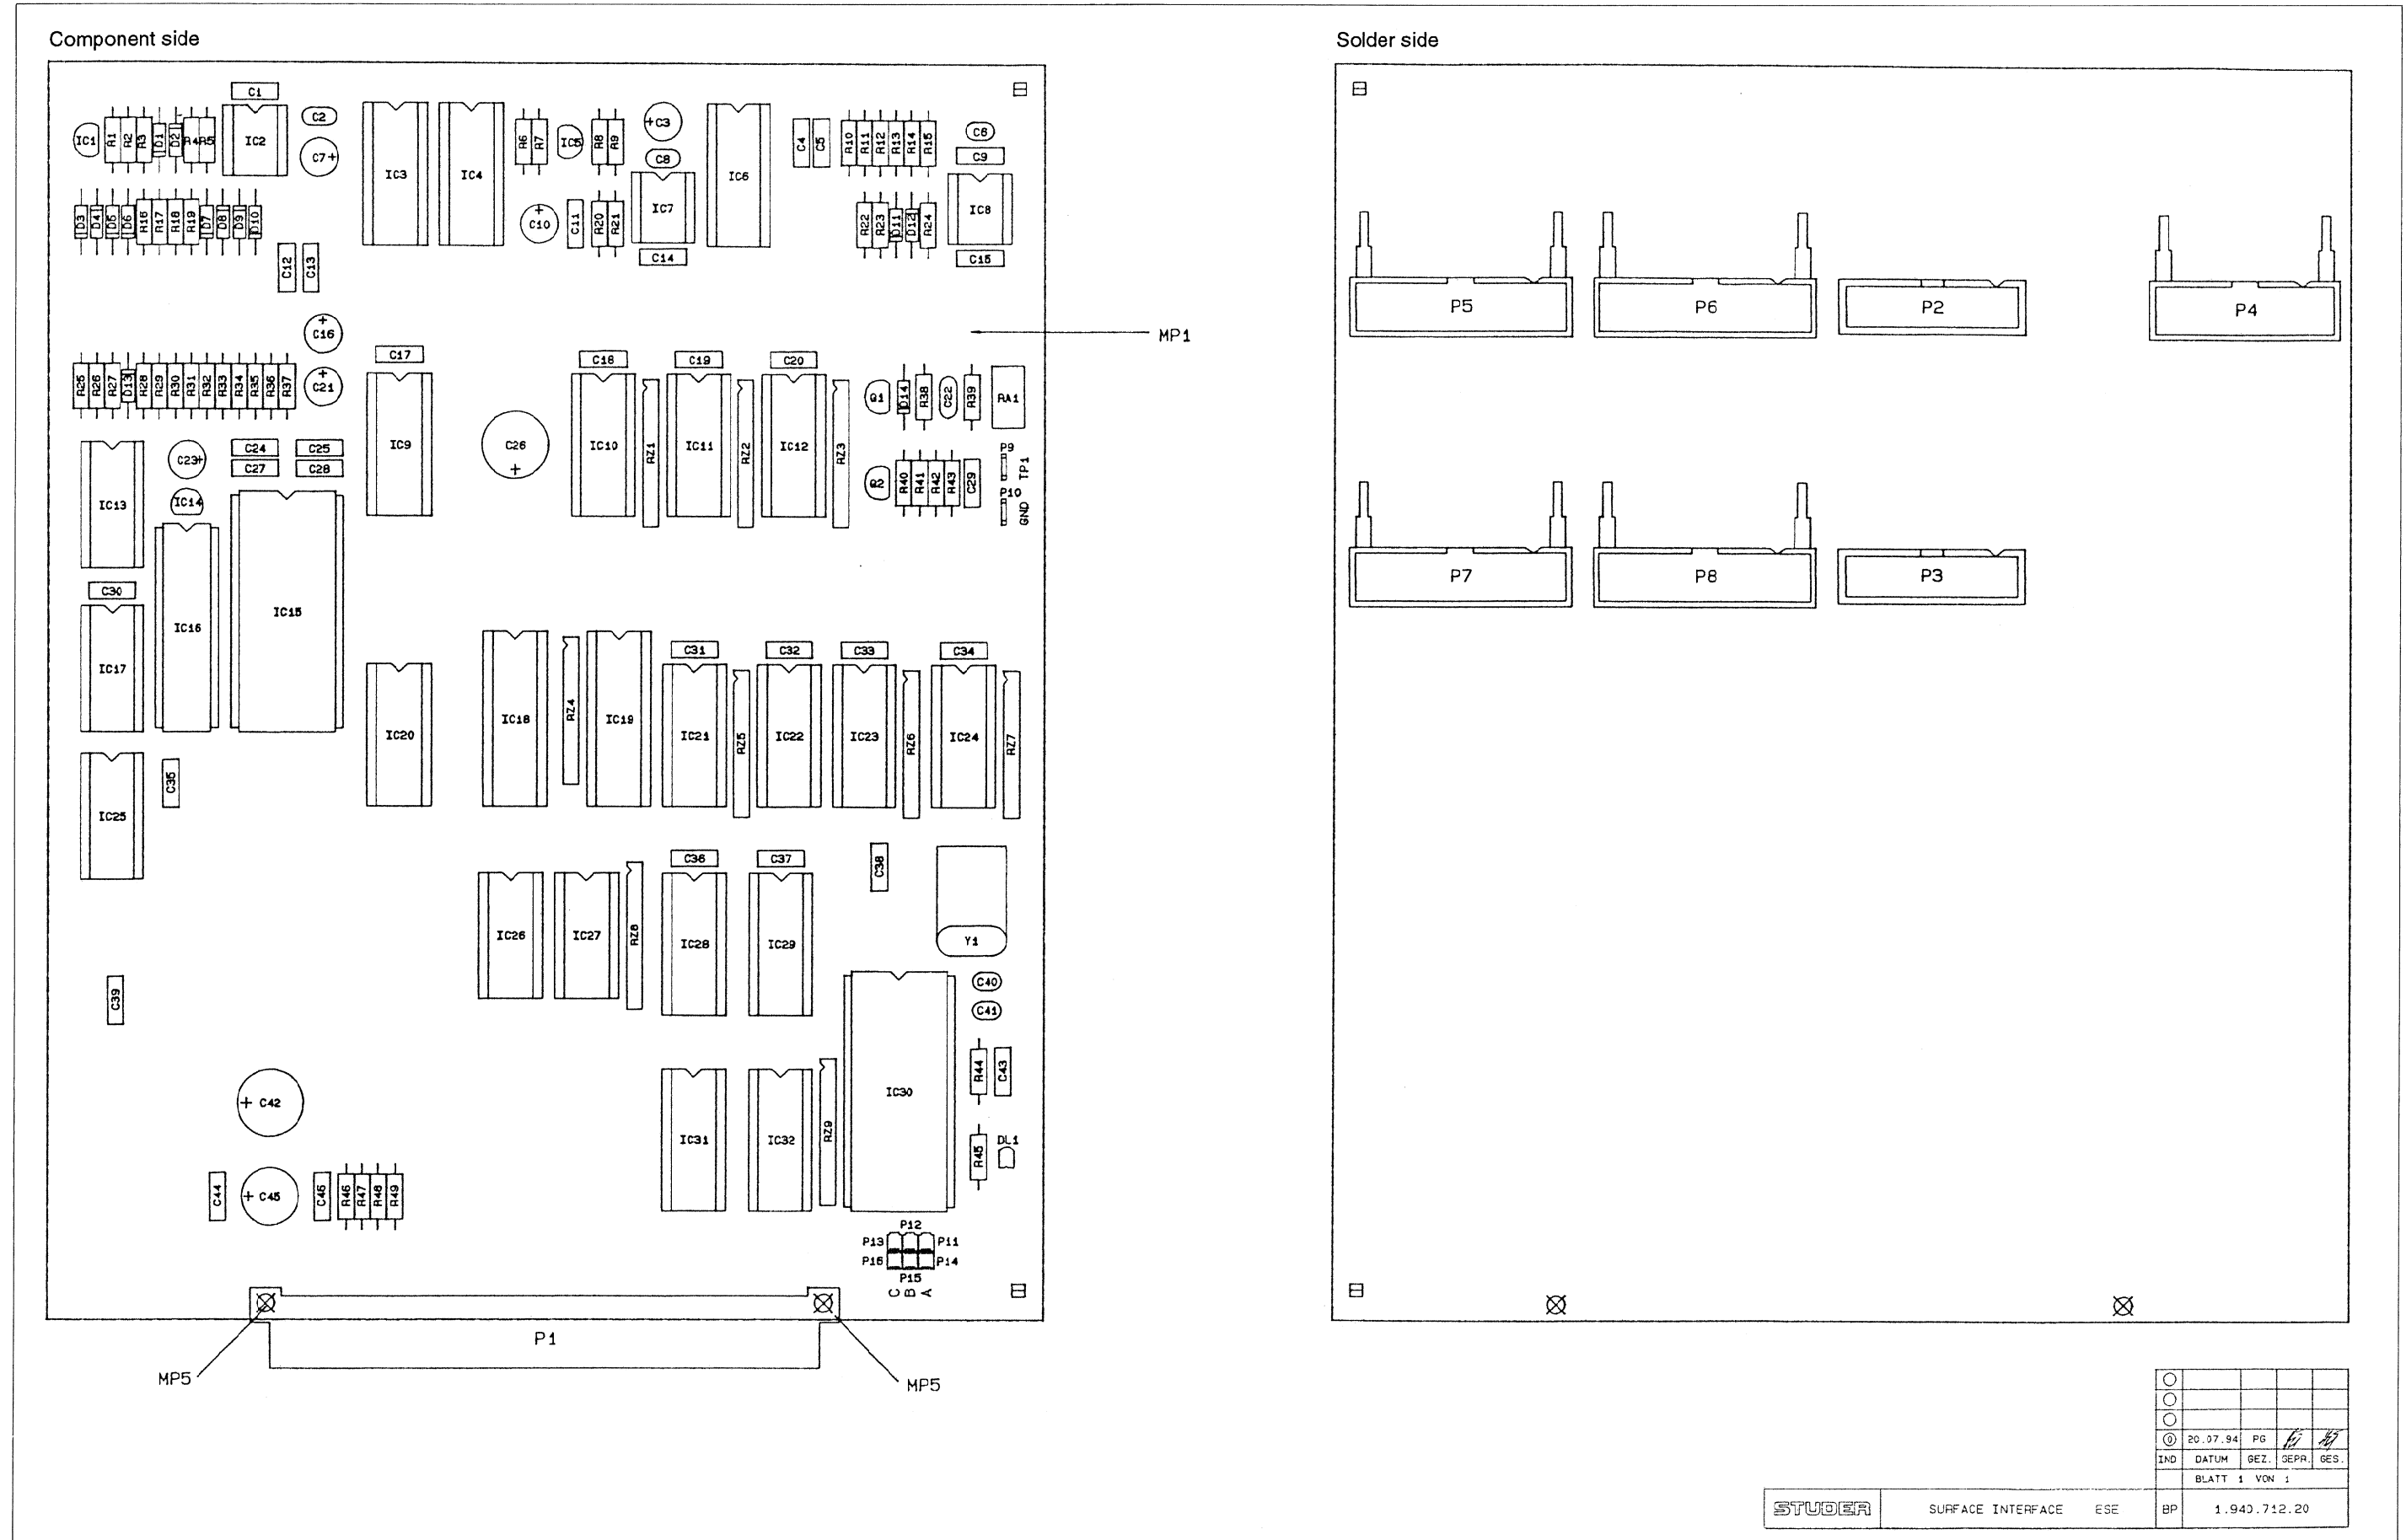 Component side
Solder side
C1
IC1 R1 R2 R3 D1 D2 R4 R5 IC2 C2
C7+
IC3 IC4
R6 R7 IC5 R8 R9 +C3
C8
IC6 IC7
C4 C5 R10 R11 R12 R13 R14 R15 C6
C9
IC8
D3 D4 D5 D6 R16 R17 R18 R19 D7 D8 D9 D10
+ C10 C11 R20 R21
R22 R23 D11 D12 R24
C14
C15
C12 C13
P5 P6 P2 P4
+ C16
MP1
C17 C18 C19 C20
R25 R26 R27 D13 R28 R29 R30 R31 R32 R33 R34 R35 R36 R37
+ C21
Q1 D14 R38 C22 R39 RA1
IC9 C26 + IC10 RZ1 IC11 RZ2 IC12 RZ3
C24 C25
C23+ C27 C28
P9
TP1
Q2 R40 R41 R42 R43 C29
P10
GND
IC13 IC14
C30
P7 P8 P3
IC15
IC16
IC17
C31 C32 C33 C34
IC18 RZ4 IC19 IC20 IC21 RZ5 IC22 IC23 RZ6 IC24 RZ7
C35
IC25
C36 C37 C38
IC26 IC27 RZ8 IC28 IC29
Y1
C39
C40
C41
R44 C43
IC30
+ C42
IC31 IC32 RZ9
R45 DL1
C44 + C45 C46 R46 R47 R48 R49
P12
P13 P11
P16 P14
P15
C B A
P1
MP5 MP5
0 20.07.94 PG
IND DATUM GEZ. GEPR. GES.
BLATT 1 VON 1
STUDER SURFACE INTERFACE ESE BP 1.940.712.20